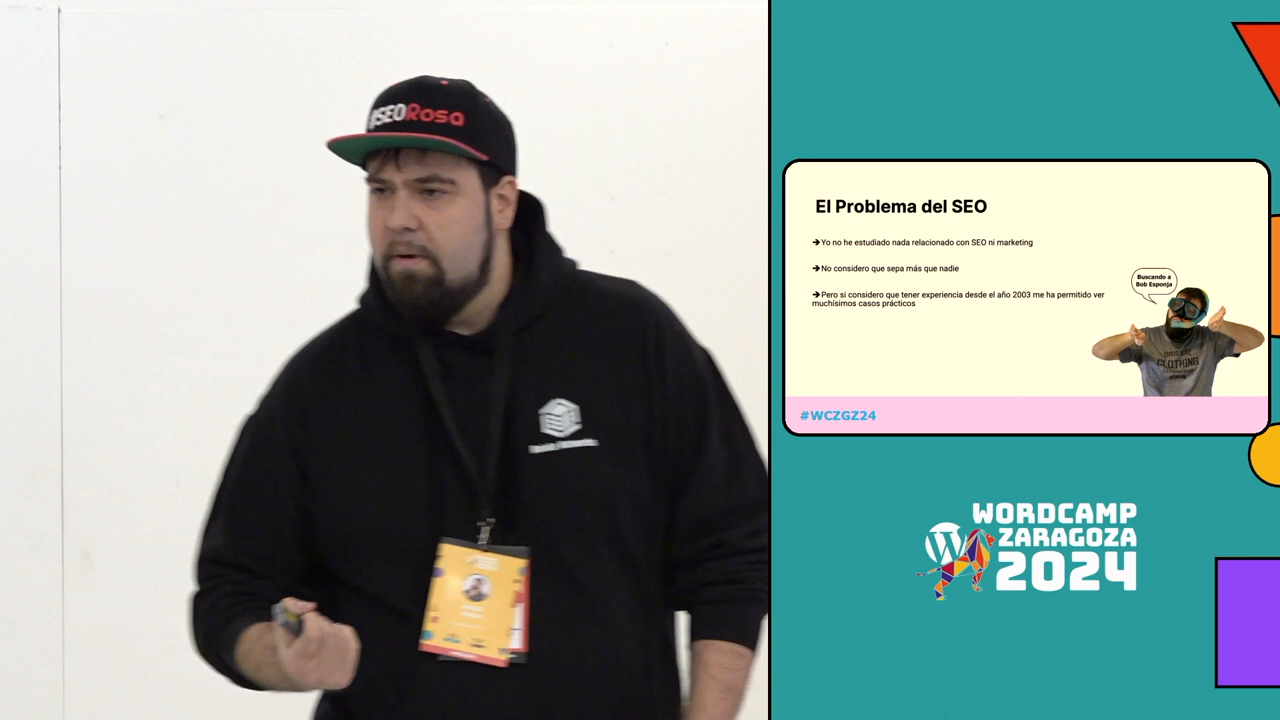 #SEORosa
El Problema del SEO
➔Yo no he estudiado nada relacionado con SEO ni marketing
➔No considero que sepa más que nadie
➔Pero si considero que tener experiencia desde el año 2003 me ha permitido ver
muchísimos casos prácticos
Buscando a
Bob Esponja
ORIGINAL
CLOTHING
#WCZGZ24
WORDCAMP
ZARAGOZA
2024